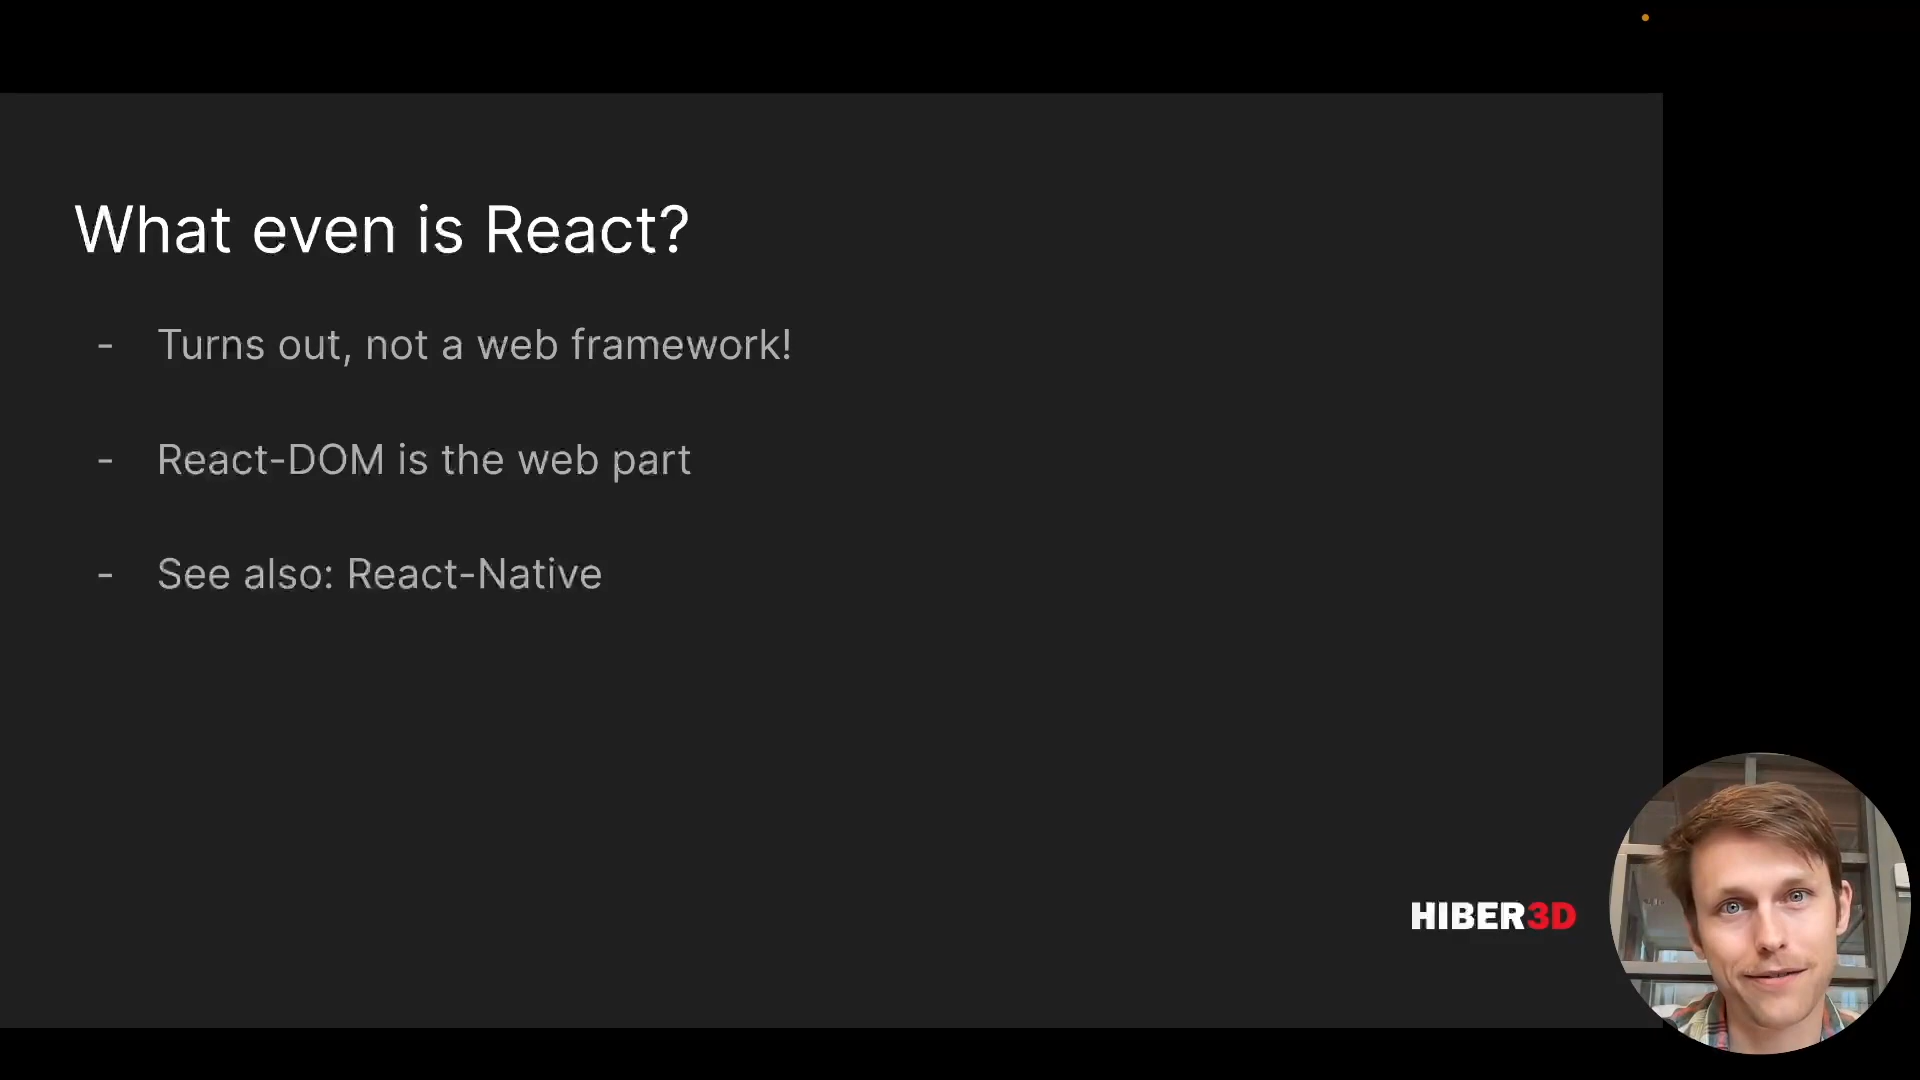 What even is React?
- Turns out, not a web framework!
- React-DOM is the web part
- See also: React-Native
HIBER3D